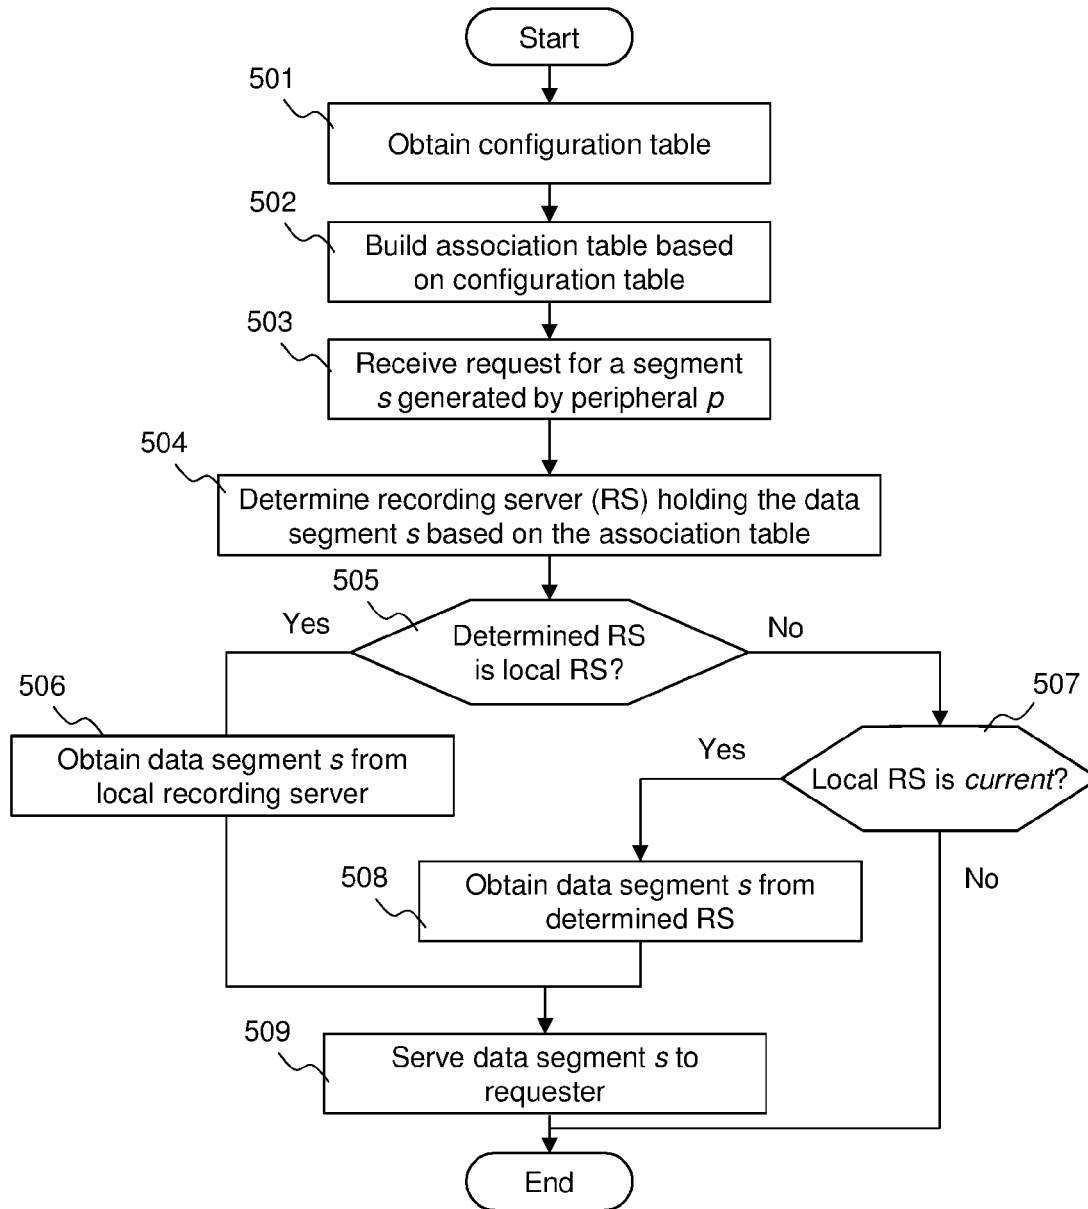 Start
501
Obtain configuration table
502
Build association table based
on configuration table
503
Receive request for a segment
s generated by peripheral p
504
Determine recording server (RS) holding the data
segment s based on the association table
505
Yes
Determined RS
is local RS?
No
506
Obtain data segment s from
local recording server
507
Yes
Local RS is current?
No
508
Obtain data segment s from
determined RS
509
Serve data segment s to
requester
End